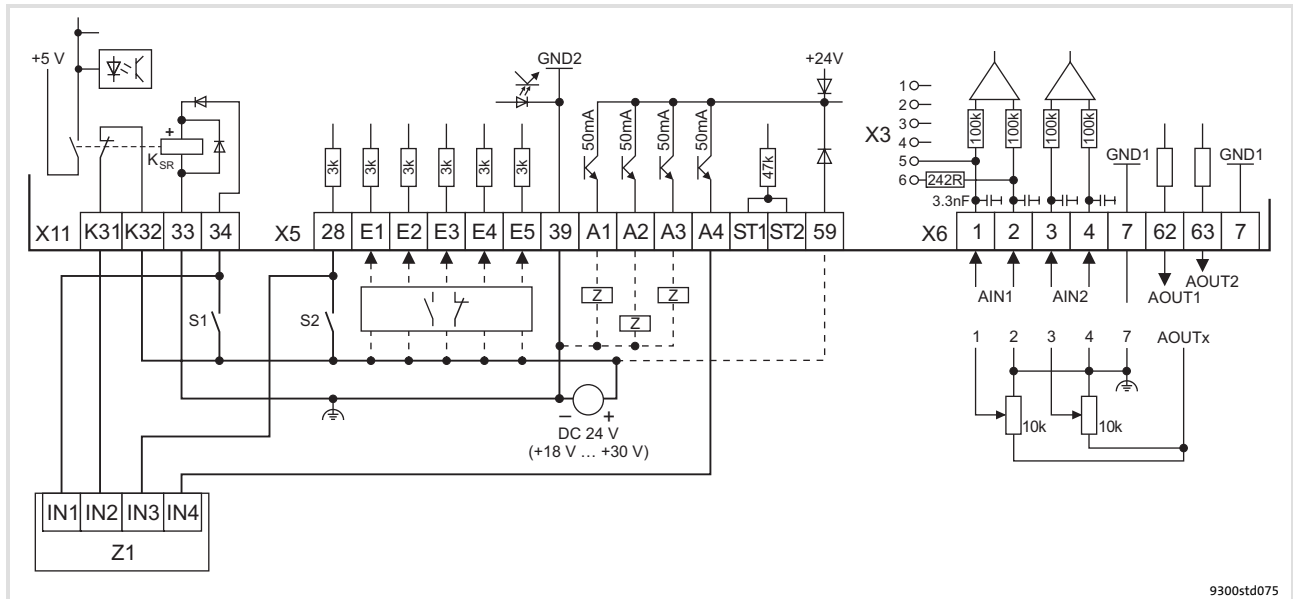 +5 V
GND2
+24V
K SR
+
3k
3k
3k
3k
3k
3k
50mA
50mA
50mA
50mA
47k
X3
1
2
3
4
5
6
242R
100k
100k
100k
100k
3.3nF
GND1
GND1
X11 K31 K32 33 34
X5 28 E1 E2 E3 E4 E5 39 A1 A2 A3 A4 ST1 ST2 59
X6 1 2 3 4 7 62 63 7
AIN1
AIN2
AOUT1
AOUT2
S1
S2
Z
Z
Z
1 2 3 4 7 AOUTx
10k
10k
– +
DC 24 V
(+18 V ... +30 V)
IN1 IN2 IN3 IN4
Z1
9300std075